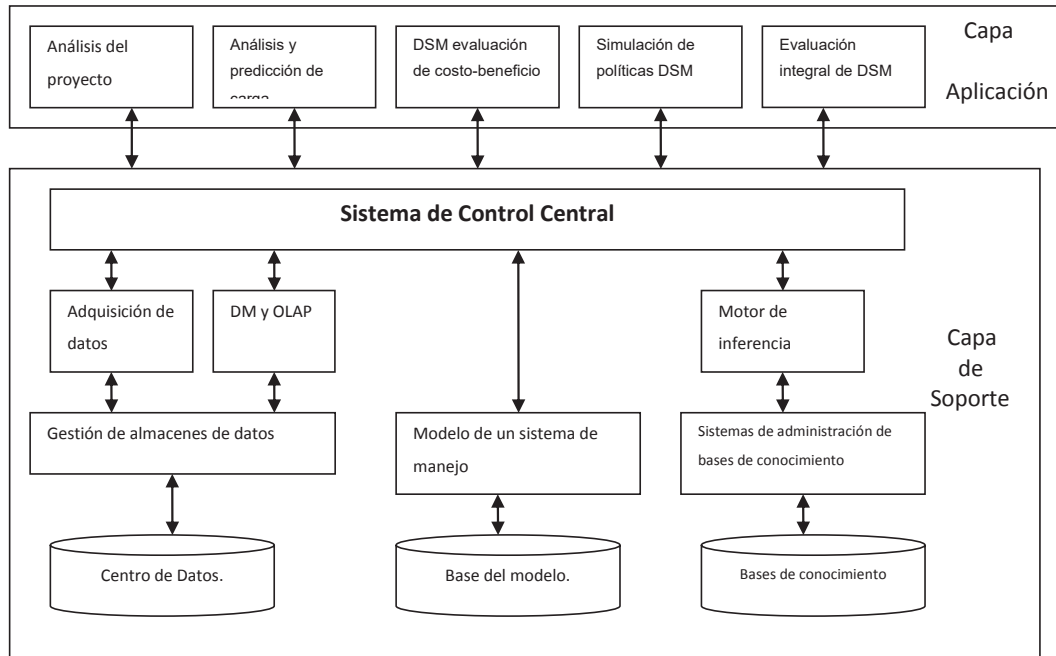 Análisis del
proyecto
Análisis y
predicción de
carga
DSM evaluación
de costo-beneficio
Simulación de
políticas DSM
Evaluación
integral de DSM
Capa
Aplicación
Sistema de Control Central
Adquisición de
datos
DM y OLAP
Motor de
inferencia
Capa
de
Soporte
Gestión de almacenes de datos
Modelo de un sistema de
manejo
Sistemas de administración de
bases de conocimiento
Centro de Datos.
Base del modelo.
Bases de conocimiento